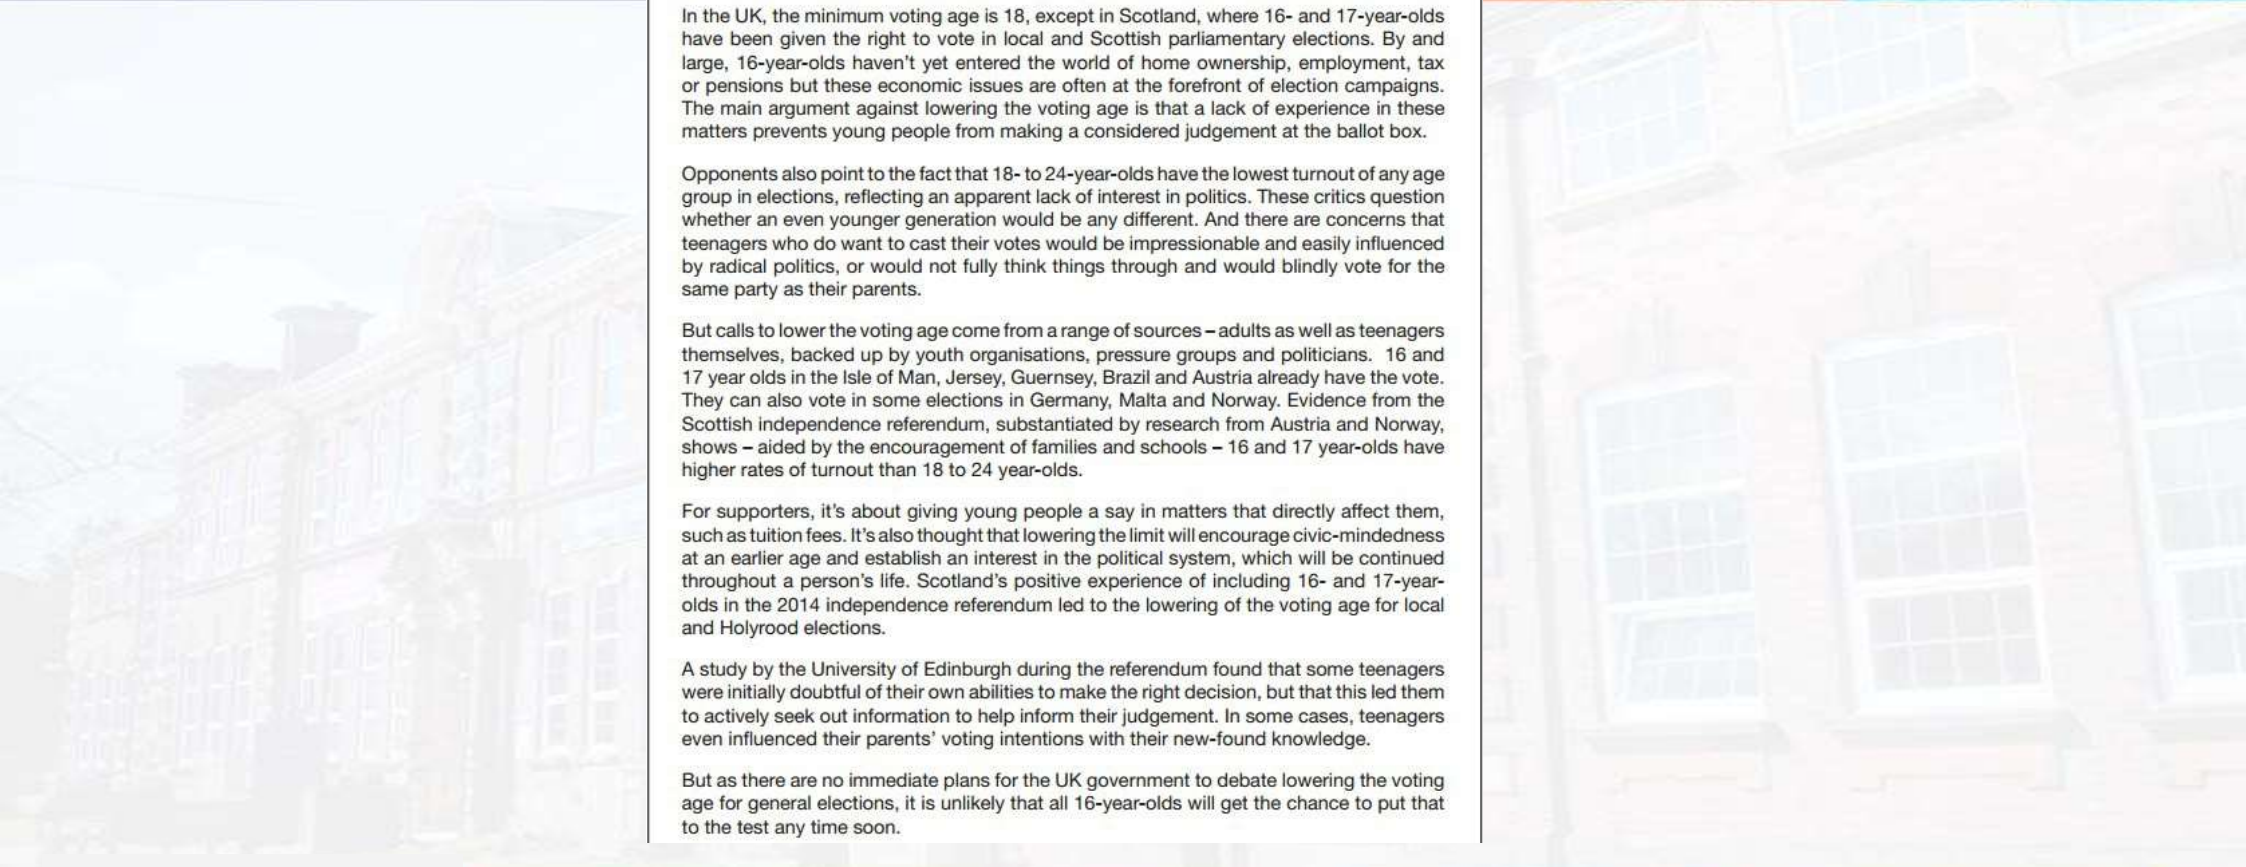 In the UK, the minimum voting age is 18, except in Scotland, where 16- and 17-year-olds
have been given the right to vote in local and Scottish parliamentary elections. By and
large, 16-year-olds haven't yet entered the world of home ownership, employment, tax
or pensions but these economic issues are often at the forefront of election campaigns.
The main argument against lowering the voting age is that a lack of experience in these
matters prevents young people from making a considered judgement at the ballot box.
Opponents also point to the fact that 18- to 24-year-olds have the lowest turnout of any age
group in elections, reflecting an apparent lack of interest in politics. These critics question
whether an even younger generation would be any different. And there are concerns that
teenagers who do want to cast their votes would be impressionable and easily influenced
by radical politics, or would not fully think things through and would blindly vote for the
same party as their parents.
But calls to lower the voting age come from a range of sources – adults as well as teenagers
themselves, backed up by youth organisations, pressure groups and politicians. 16 and
17 year olds in the Isle of Man, Jersey, Guernsey, Brazil and Austria already have the vote.
They can also vote in some elections in Germany, Malta and Norway. Evidence from the
Scottish independence referendum, substantiated by research from Austria and Norway,
shows – aided by the encouragement of families and schools – 16 and 17 year-olds have
higher rates of turnout than 18 to 24 year-olds.
For supporters, it's about giving young people a say in matters that directly affect them,
such as tuition fees. It's also thought that lowering the limit will encourage civic-mindedness
at an earlier age and establish an interest in the political system, which will be continued
throughout a person's life. Scotland's positive experience of including 16- and 17-year-
olds in the 2014 independence referendum led to the lowering of the voting age for local
and Holyrood elections.
A study by the University of Edinburgh during the referendum found that some teenagers
were initially doubtful of their own abilities to make the right decision, but that this led them
to actively seek out information to help inform their judgement. In some cases, teenagers
even influenced their parents' voting intentions with their new-found knowledge.
But as there are no immediate plans for the UK government to debate lowering the voting
age for general elections, it is unlikely that all 16-year-olds will get the chance to put that
to the test any time soon.